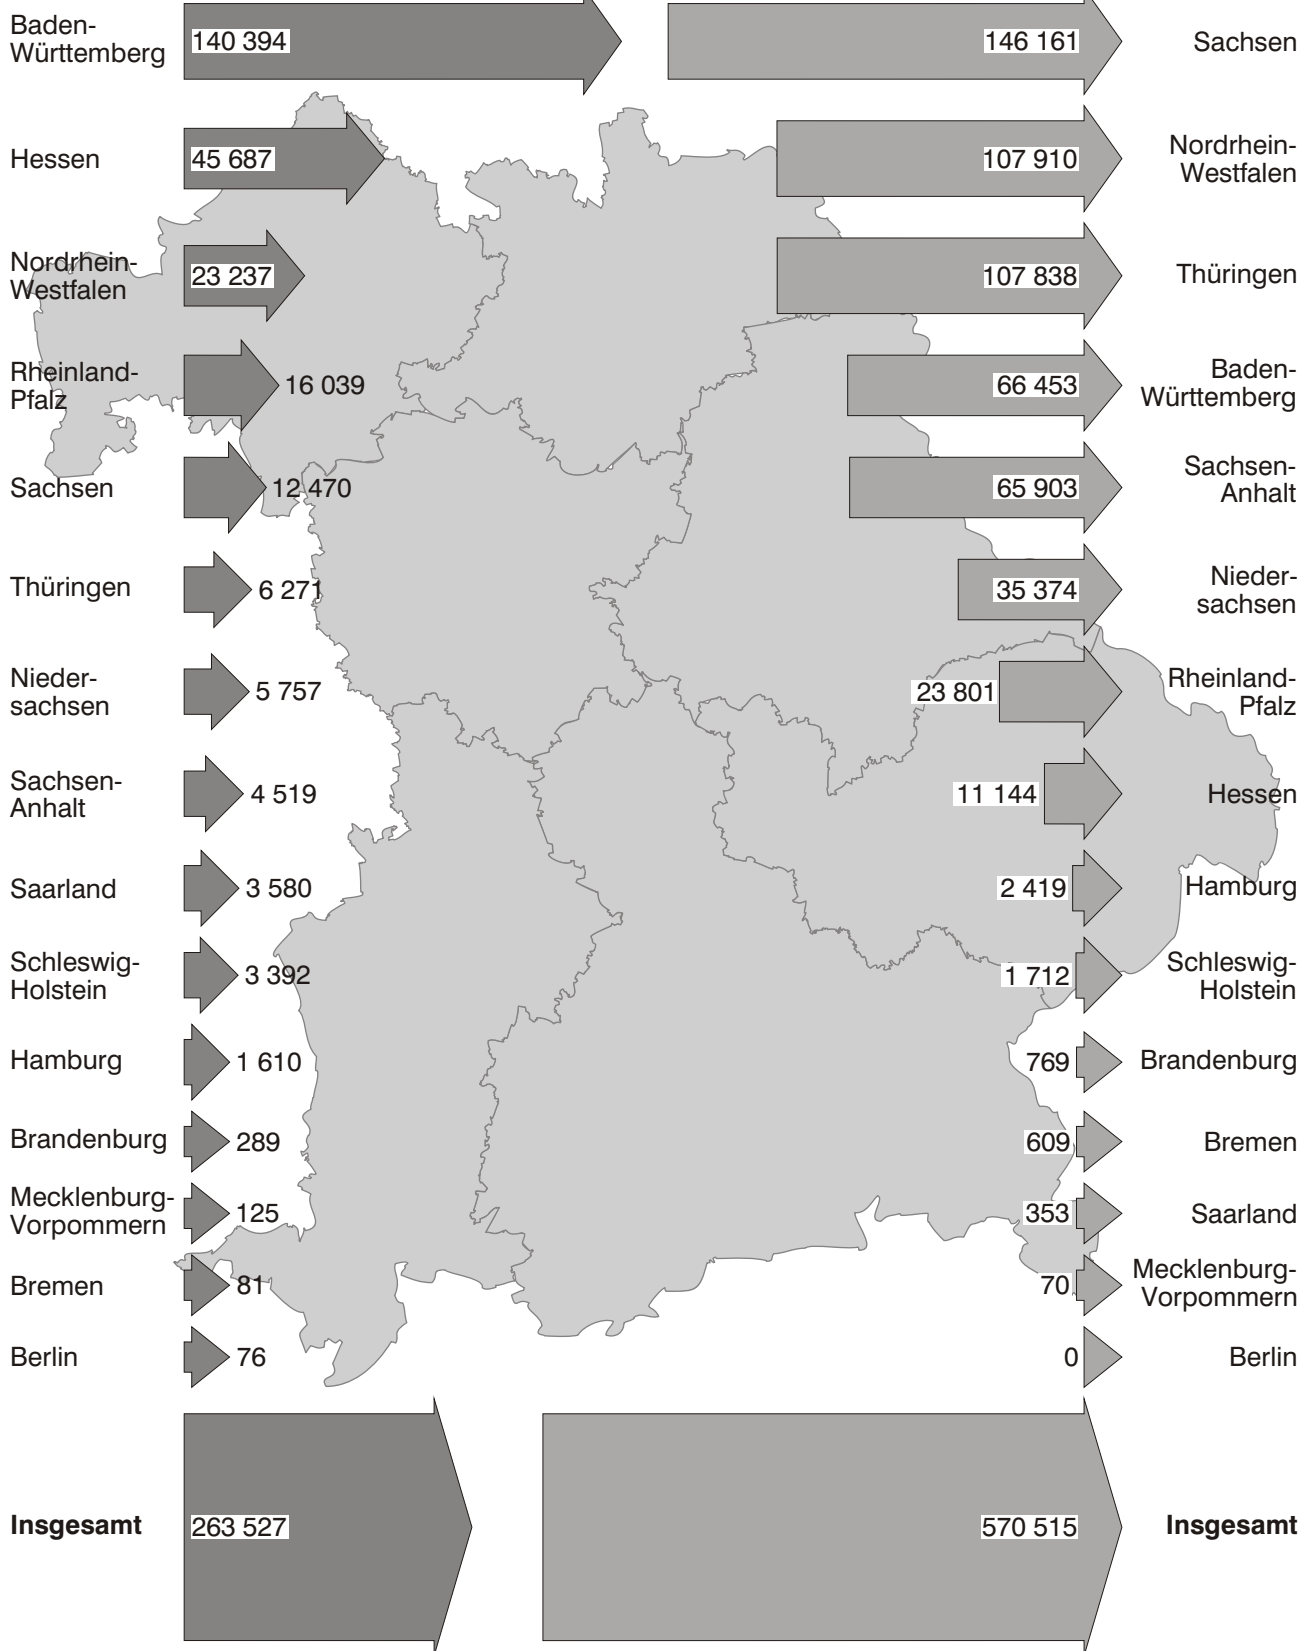 Baden-
Württemberg
140 394
146 161
Sachsen
Hessen
45 687
107 910
Nordrhein-
Westfalen
Nordrhein-
Westfalen
23 237
107 838
Thüringen
Rheinland-
Pfalz
16 039
66 453
Baden-
Württemberg
Sachsen
12 470
65 903
Sachsen-
Anhalt
Thüringen
6 271
35 374
Nieder-
sachsen
Nieder-
sachsen
5 757
23 801
Rheinland-
Pfalz
Sachsen-
Anhalt
4 519
11 144
Hessen
Saarland
3 580
2 419
Hamburg
Schleswig-
Holstein
3 392
1 712
Schleswig-
Holstein
Hamburg
1 610
769
Brandenburg
Brandenburg
289
609
Bremen
Mecklenburg-
Vorpommern
125
353
Saarland
Bremen
81
70
Mecklenburg-
Vorpommern
Berlin
76
0
Berlin
Insgesamt
263 527
570 515
Insgesamt